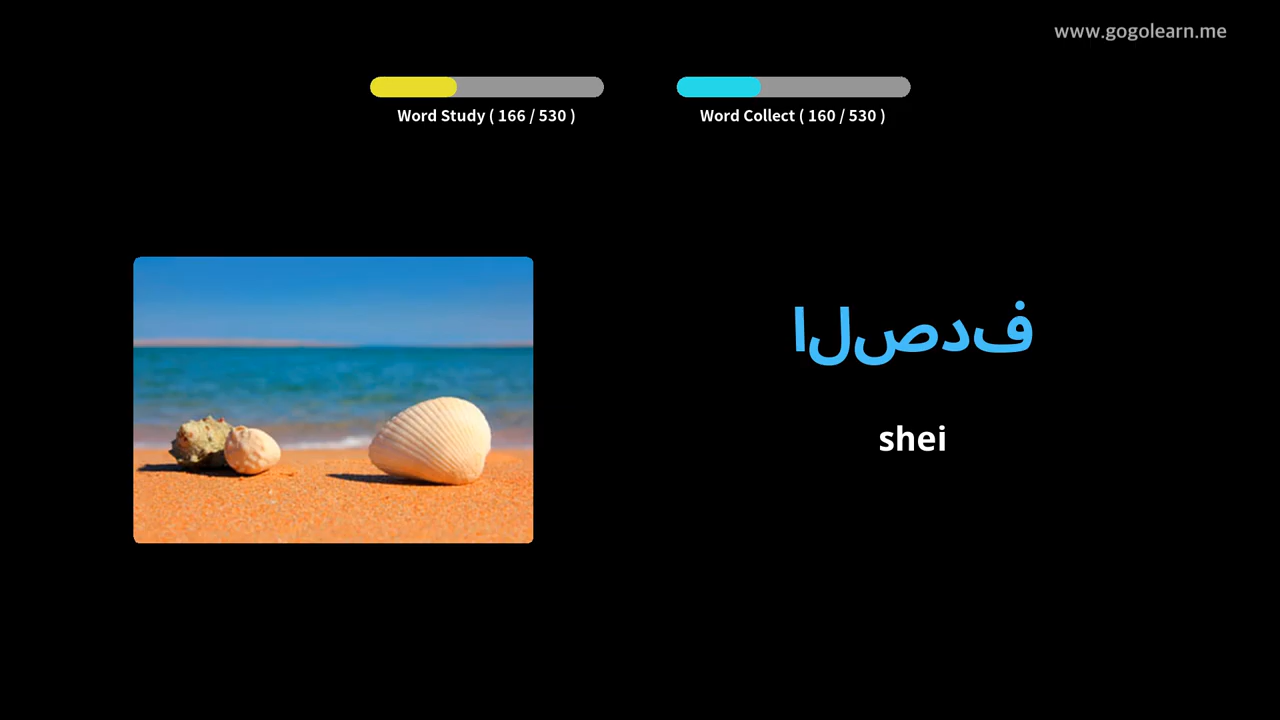 www.gogolearn.me
Word Study ( 166 / 530 )
Word Collect ( 160 / 530 )
الصدف
shei